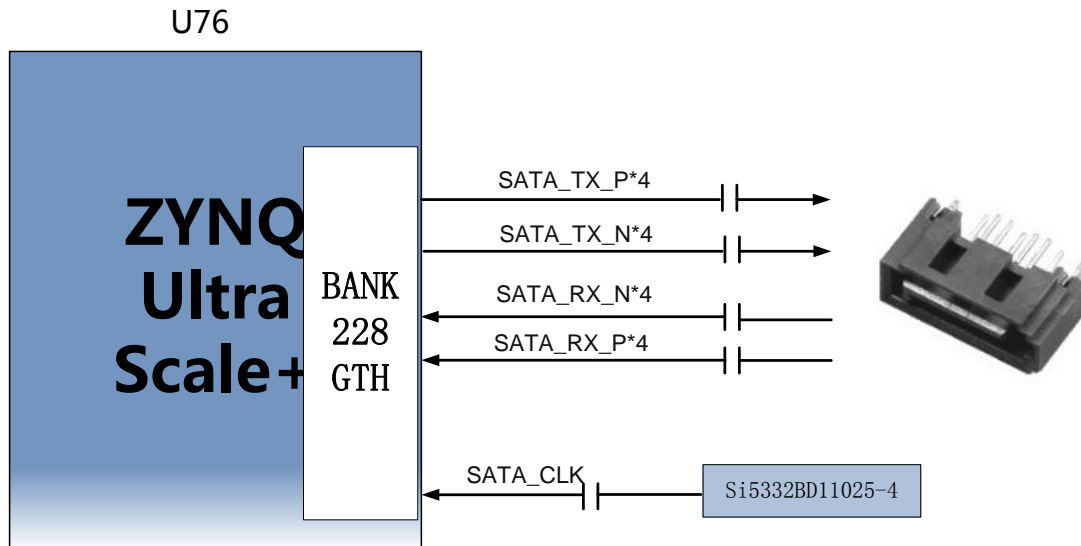 U76
ZYNQ
Ultra
Scale+
BANK
228
GTH
SATA_TX_P*4
SATA_TX_N*4
SATA_RX_N*4
SATA_RX_P*4
SATA_CLK
Si5332BD11025-4